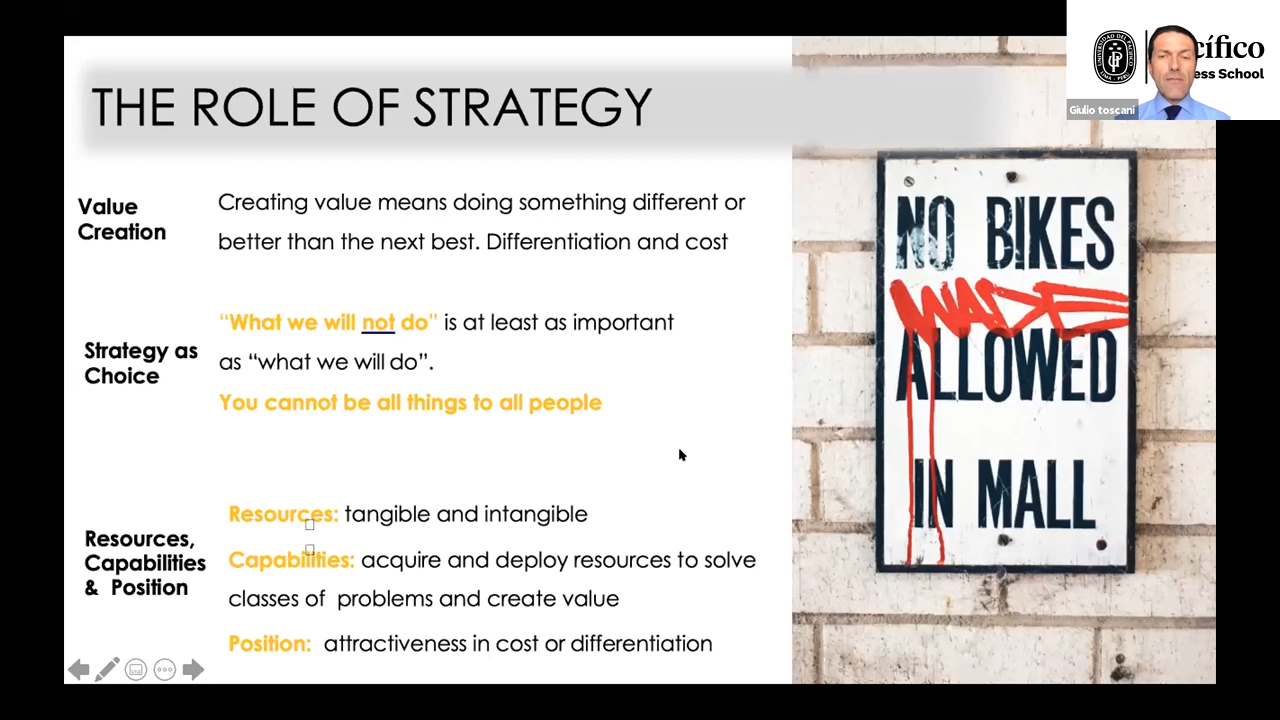 THE ROLE OF STRATEGY
cífico
ess School
Giulio toscani
Value
Creation
Creating value means doing something different or
better than the next best. Differentiation and cost
Strategy as
Choice
“What we will not do” is at least as important
as “what we will do”.
You cannot be all things to all people
Resources,
Capabilities
& Position
Resources: tangible and intangible
Capabilities: acquire and deploy resources to solve
classes of problems and create value
Position: attractiveness in cost or differentiation
NO BIKES
WADE
ALLOWED
IN MALL